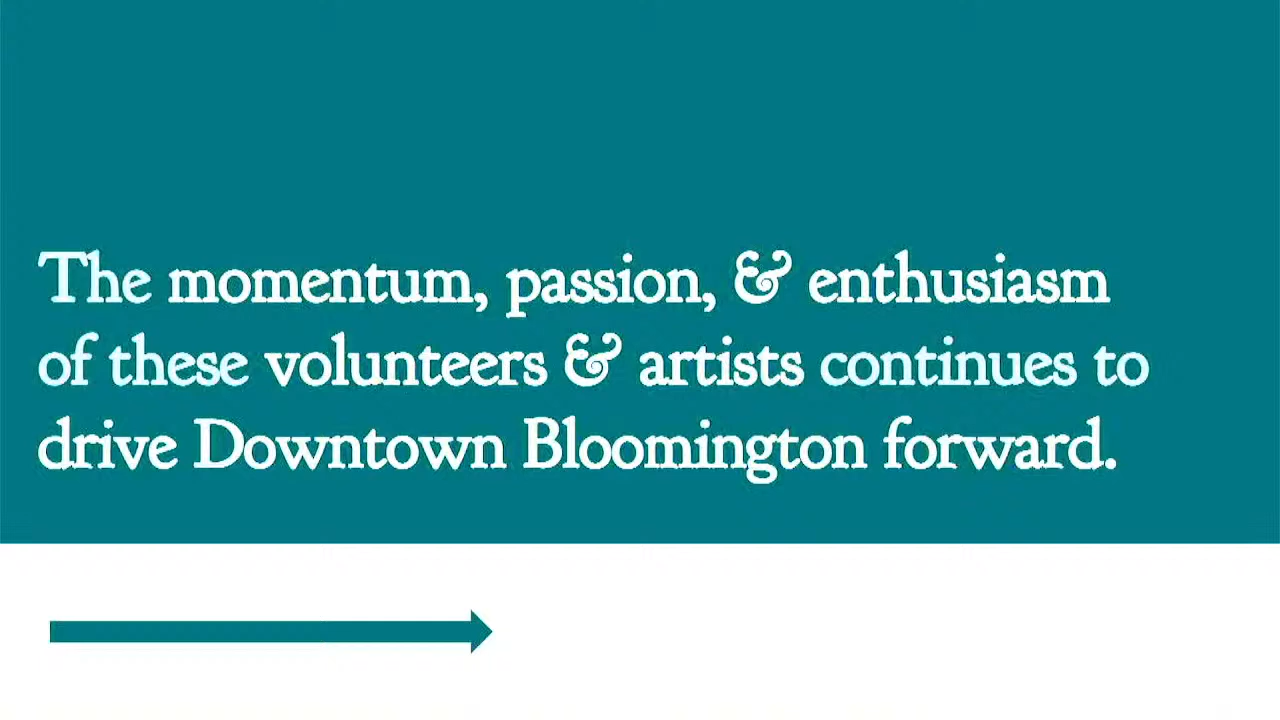 The momentum, passion, & enthusiasm
of these volunteers & artists continues to
drive Downtown Bloomington forward.